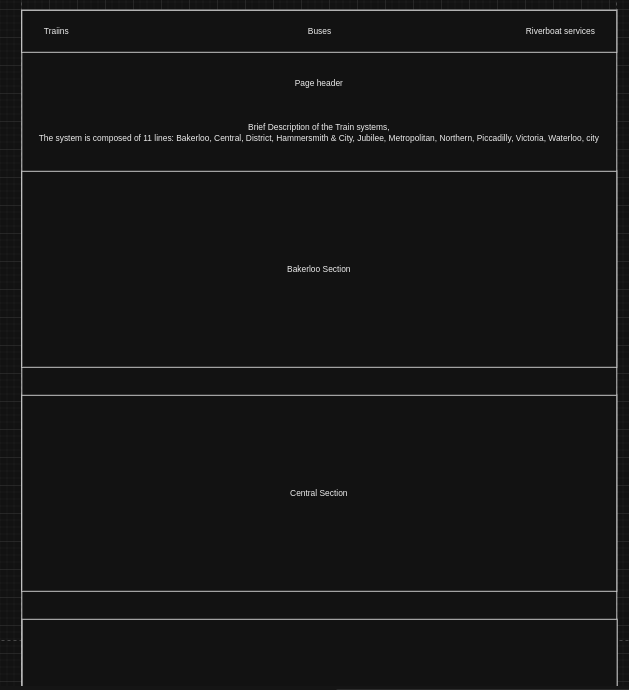 Traiins
Buses
Riverboat services
Page header
Brief Description of the Train systems,
The system is composed of 11 lines: Bakerloo, Central, District, Hammersmith & City, Jubilee, Metropolitan, Northern, Piccadilly, Victoria, Waterloo, city
Bakerloo Section
Central Section